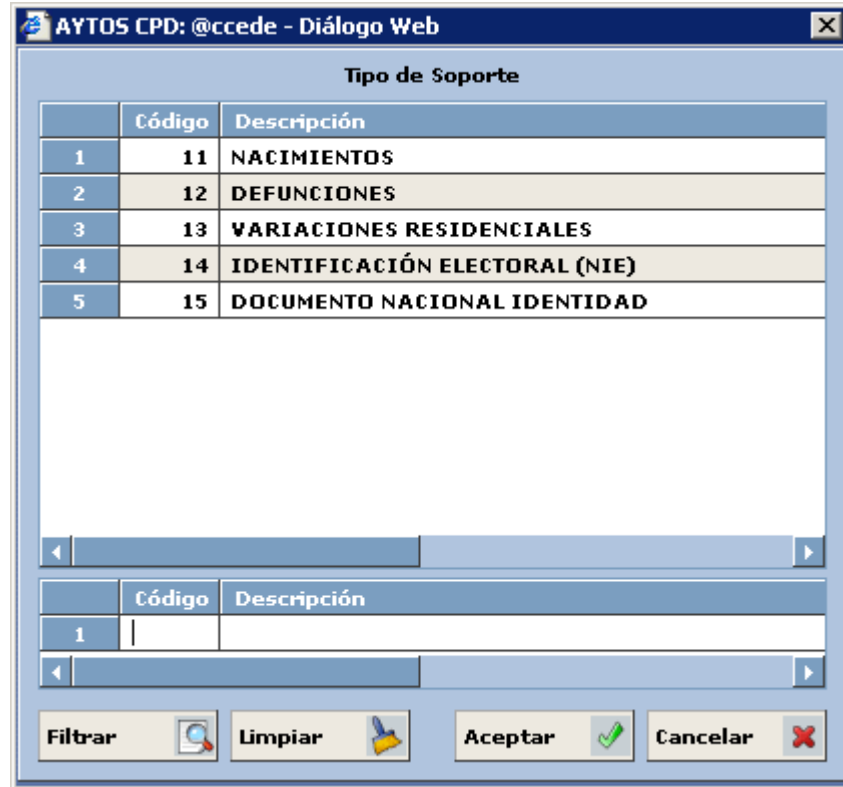 AYTOS CPD: @ccede - Diálogo Web
Tipo de Soporte
Código Descripción
1 11 NACIMIENTOS
2 12 DEFUNCIONES
3 13 VARIACIONES RESIDENCIALES
4 14 IDENTIFICACIÓN ELECTORAL (NIE)
5 15 DOCUMENTO NACIONAL IDENTIDAD
Código Descripción
1
Filtrar Limpiar Aceptar Cancelar